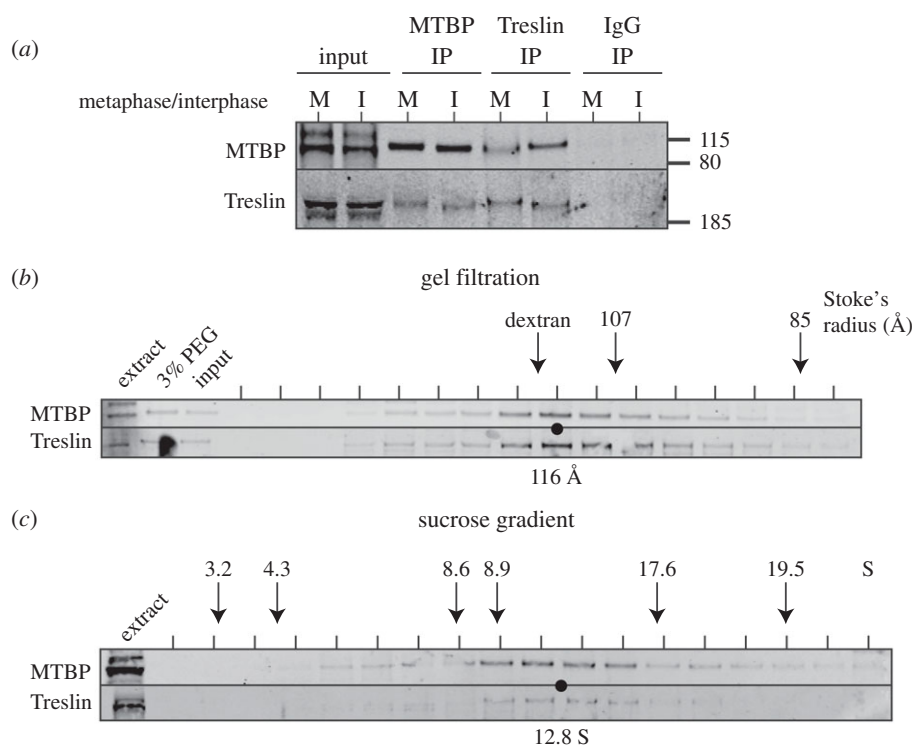 (a)
MTBP Treslin IgG
input IP IP IP
metaphase/interphase M I M I M I M I
MTBP 115
80
Treslin
185
(b) gel filtration
extract 3% PEG input dextran 107 85 Stoke's
radius (Å)
MTBP
Treslin
116 Å
(c) sucrose gradient
extract 3.2 4.3 8.6 8.9 17.6 19.5 S
MTBP
Treslin
12.8 S